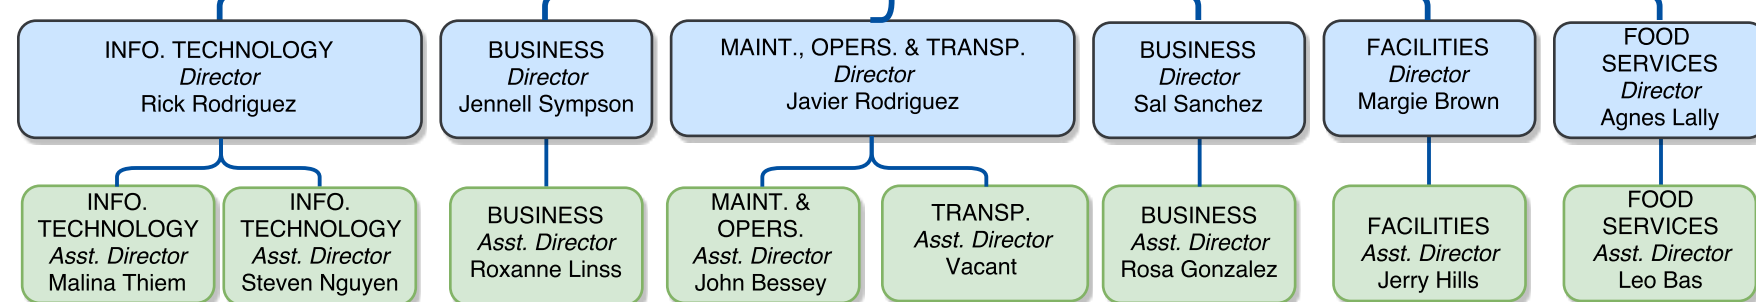 INFO. TECHNOLOGY
Director
Rick Rodriguez
BUSINESS
Director
Jennell Sympson
MAINT., OPERS. & TRANSP.
Director
Javier Rodriguez
BUSINESS
Director
Sal Sanchez
FACILITIES
Director
Margie Brown
FOOD
SERVICES
Director
Agnes Lally
INFO.
TECHNOLOGY
Asst. Director
Malina Thiem
INFO.
TECHNOLOGY
Asst. Director
Steven Nguyen
BUSINESS
Asst. Director
Roxanne Linss
MAINT. &
OPERS.
Asst. Director
John Bessey
TRANSP.
Asst. Director
Vacant
BUSINESS
Asst. Director
Rosa Gonzalez
FACILITIES
Asst. Director
Jerry Hills
FOOD
SERVICES
Asst. Director
Leo Bas